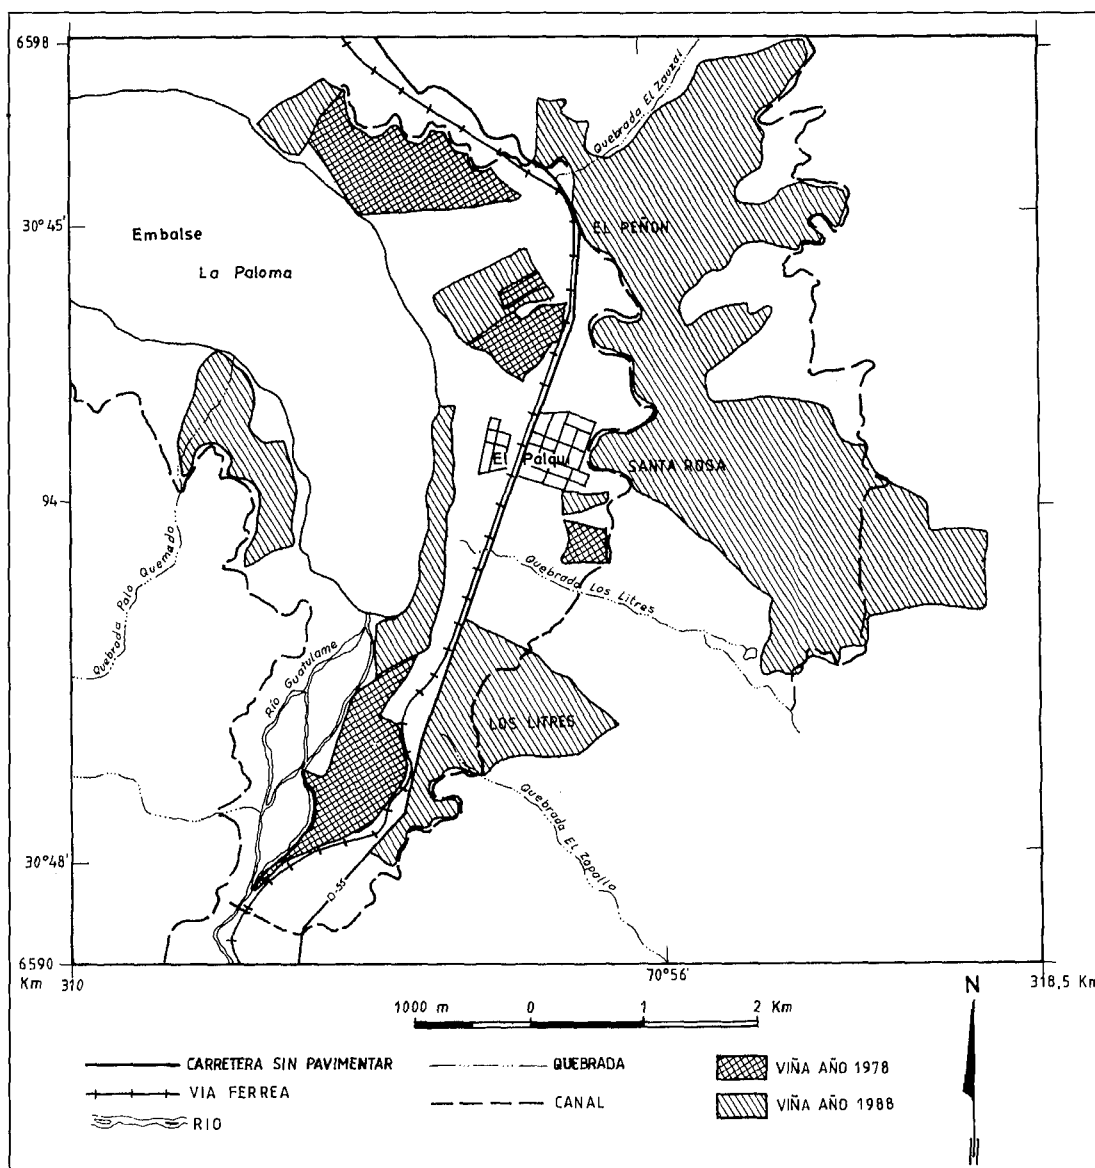 6598
Quebrada El Zauzal
30°45'
EL PEÑON
Embalse
La Paloma
El Palqui
SANTA ROSA
94
Quebrada Palo Quemado
Quebrada Los Litres
Río Guatulame
LOS LITRES
Quebrada El Zapallo
30°48'
D-55
6590
Km
310
70°56'
318,5 Km
1000 m
0
1
2 Km
N
CARRETERA SIN PAVIMENTAR
QUEBRADA
VIÑA AÑO 1978
VIA FERREA
CANAL
VIÑA AÑO 1988
RIO